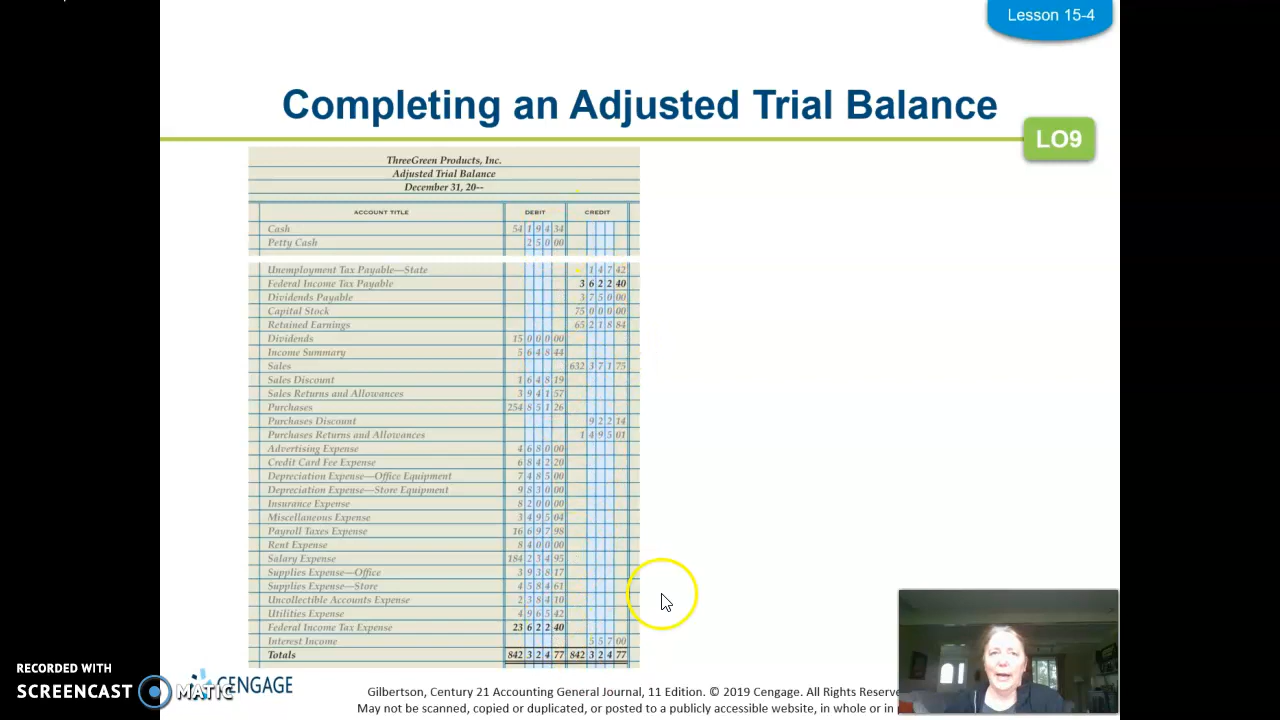 Lesson 15-4
Completing an Adjusted Trial Balance
LO9
ThreeGreen Products, Inc.
Adjusted Trial Balance
December 31, 20--
ACCOUNT TITLE DEBIT CREDIT
Cash 54 1 9 4 34
Petty Cash 2 5 0 00
Unemployment Tax Payable—State 1 4 7 42
Federal Income Tax Payable 3 6 2 2 40
Dividends Payable 3 7 5 0 00
Capital Stock 75 0 0 0 00
Retained Earnings 65 2 1 8 84
Dividends 15 0 0 0 00
Income Summary 5 6 4 8 44
Sales 632 3 7 1 75
Sales Discount 1 6 4 8 19
Sales Returns and Allowances 3 9 4 1 57
Purchases 254 8 5 1 26
Purchases Discount 9 2 2 14
Purchases Returns and Allowances 1 4 9 5 01
Advertising Expense 4 6 8 0 00
Credit Card Fee Expense 6 8 4 2 20
Depreciation Expense—Office Equipment 7 4 8 5 00
Depreciation Expense—Store Equipment 9 8 3 0 00
Insurance Expense 8 2 0 0 00
Miscellaneous Expense 3 4 9 5 04
Payroll Taxes Expense 16 6 9 7 98
Rent Expense 8 4 0 0 00
Salary Expense 184 2 3 4 95
Supplies Expense—Office 3 9 3 8 17
Supplies Expense—Store 4 5 8 4 61
Uncollectible Accounts Expense 2 3 8 4 10
Utilities Expense 4 9 6 5 42
Federal Income Tax Expense 23 6 2 2 40
Interest Income 5 5 7 00
Totals 842 3 2 4 77 842 3 2 4 77
RECORDED WITH
SCREENCAST MATIC
CENGAGE
Gilbertson, Century 21 Accounting General Journal, 11 Edition. © 2019 Cengage. All Rights Reserve
May not be scanned, copied or duplicated, or posted to a publicly accessible website, in whole or in